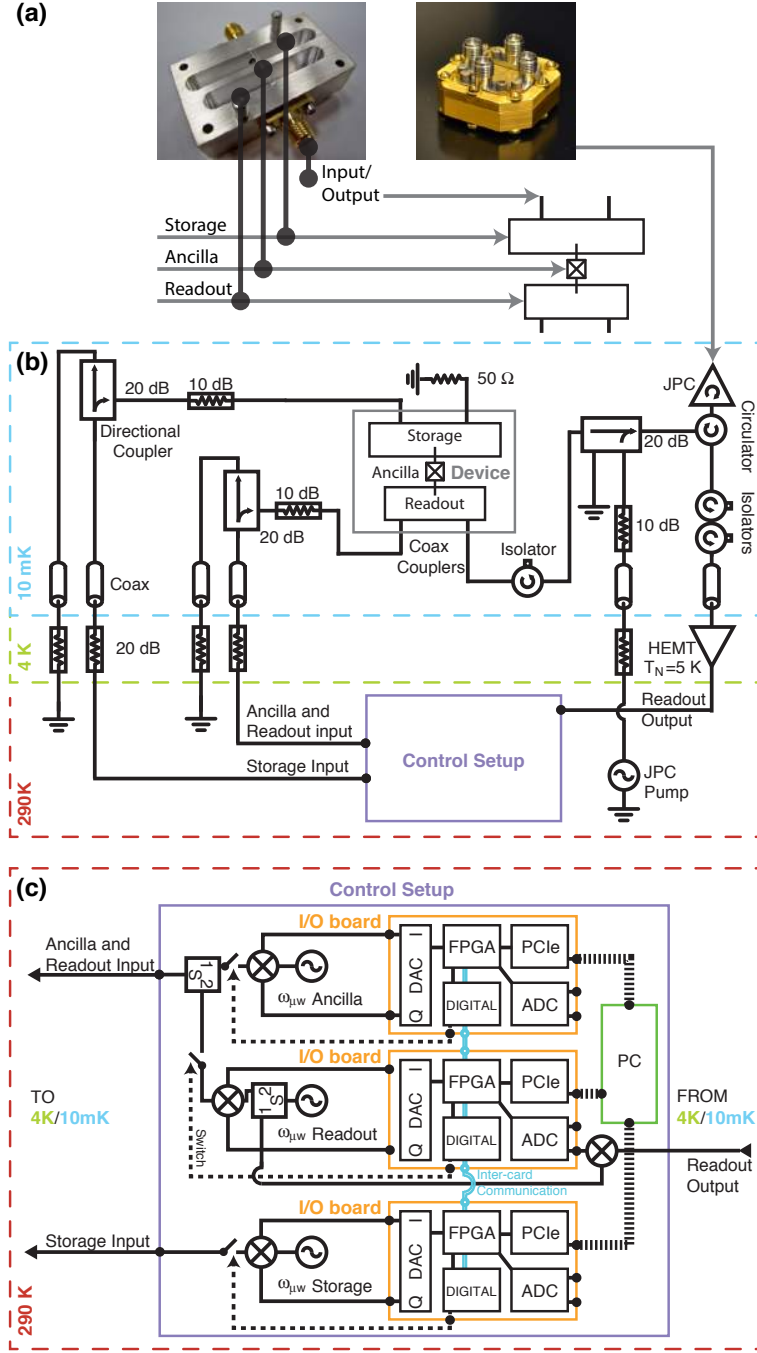 (a)
Input/
Output
Storage
Ancilla
Readout
(b)
JPC
20 dB
10 dB
50 Ω
Directional
Coupler
Storage
Ancilla
Device
Readout
20 dB
Circulator
10 dB
20 dB
10 dB
Isolators
Isolator
Coax
Couplers
Coax
10 mK
4 K
20 dB
HEMT
T_N=5 K
Readout
Output
Ancilla and
Readout input
Storage Input
Control Setup
JPC
Pump
290K
(c)
Control Setup
I/O board
Ancilla and
Readout Input
1
2
S
ω_μw Ancilla
I
DAC
Q
FPGA
PCIe
DIGITAL
ADC
PC
I/O board
TO
4K/10mK
Switch
1
2
S
ω_μw Readout
I
DAC
Q
FPGA
PCIe
DIGITAL
ADC
FROM
4K/10mK
Readout
Output
Inter-card
Communication
I/O board
Storage Input
ω_μw Storage
I
DAC
Q
FPGA
PCIe
DIGITAL
ADC
290 K